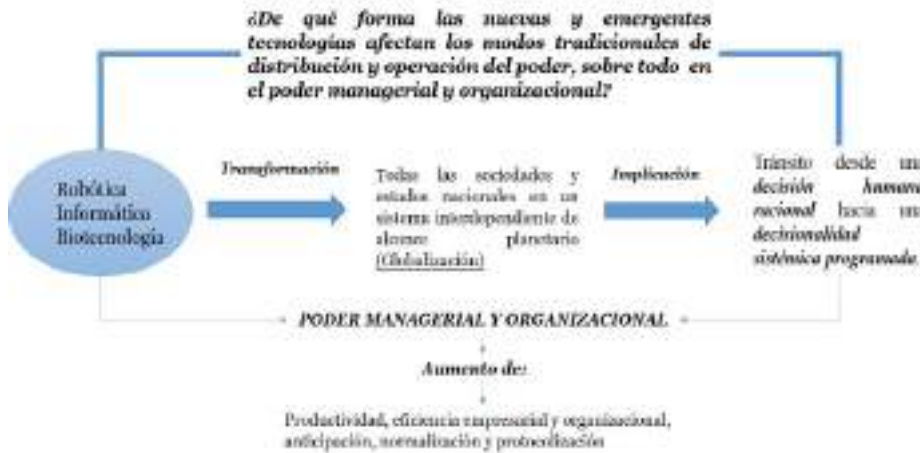 ¿De qué forma las nuevas y emergentes
tecnologías afectan los modos tradicionales de
distribución y operación del poder, sobre todo en
el poder managerial y organizacional?
Robótica
Informática
Biotecnología
Transformación
Todas las sociedades y
estados nacionales en un
sistema interdependiente de
alcance planetario
(Globalización)
Implicación
Tránsito desde una
decisión humana
racional hacia una
decisionalidad
sistémica programada
PODER MANAGERIAL Y ORGANIZACIONAL
Aumento de:
Productividad, eficiencia empresarial y organizacional,
anticipación, normalización y protocolización